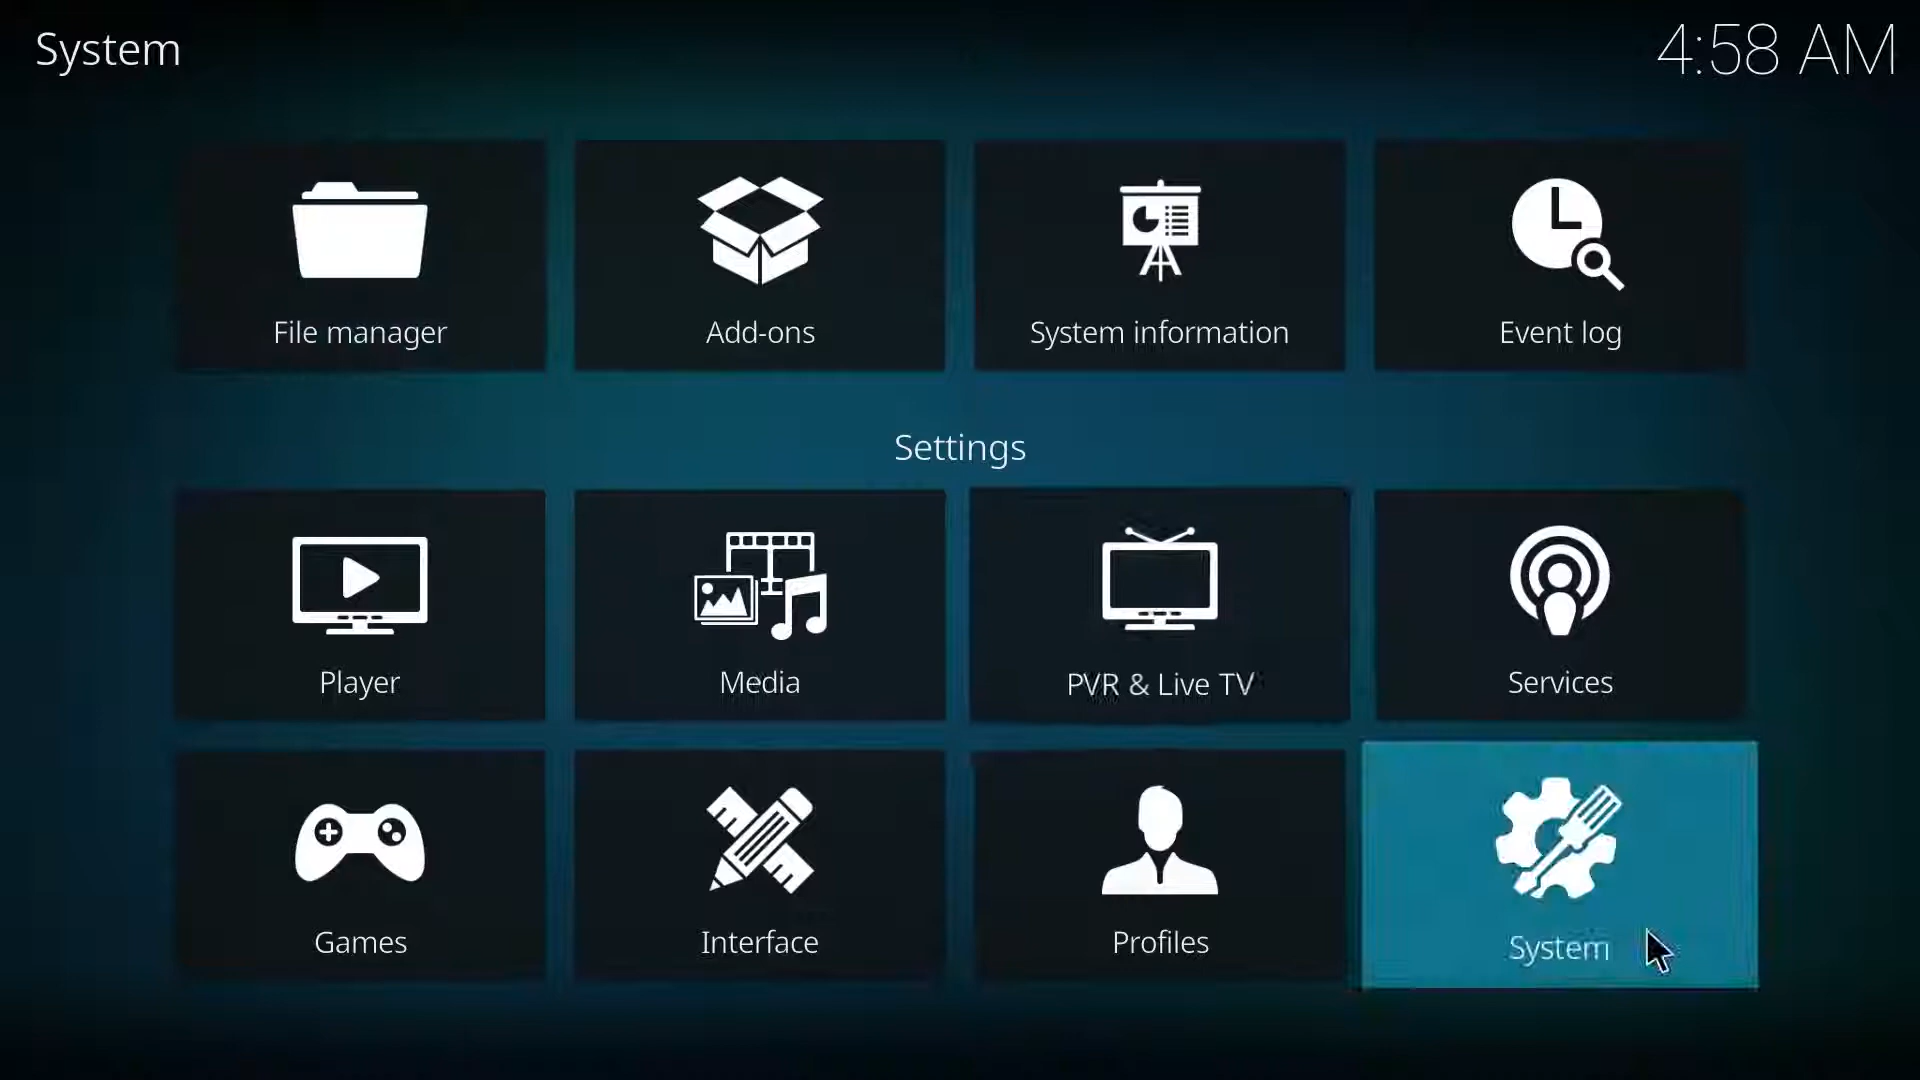 System
4:58 AM
File manager
Add-ons
System information
Event log
Settings
Player
Media
PVR & Live TV
Services
Games
Interface
Profiles
System